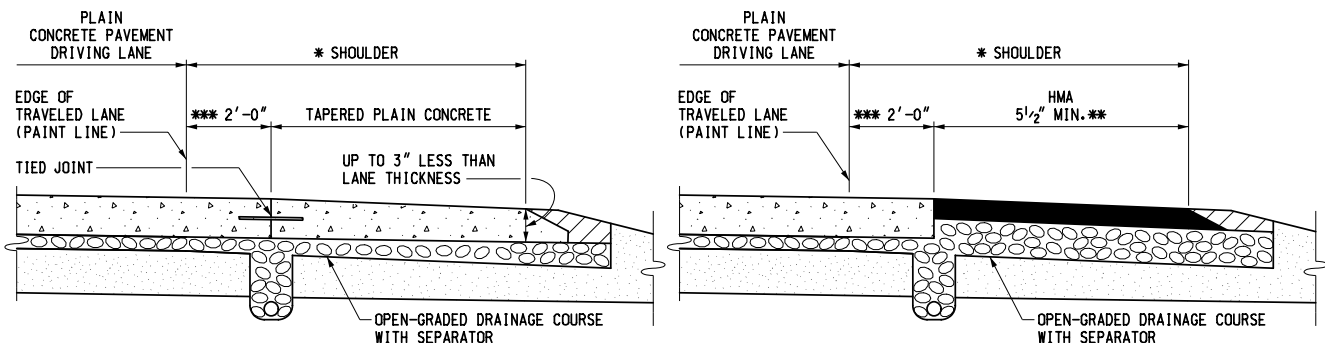 PLAIN
CONCRETE PAVEMENT
DRIVING LANE
* SHOULDER
EDGE OF
TRAVELED LANE
(PAINT LINE)
*** 2'-0"
TAPERED PLAIN CONCRETE
TIED JOINT
UP TO 3" LESS THAN
LANE THICKNESS
OPEN-GRADED DRAINAGE COURSE
WITH SEPARATOR
PLAIN
CONCRETE PAVEMENT
DRIVING LANE
* SHOULDER
EDGE OF
TRAVELED LANE
(PAINT LINE)
*** 2'-0"
HMA
5 1/2" MIN.**
OPEN-GRADED DRAINAGE COURSE
WITH SEPARATOR